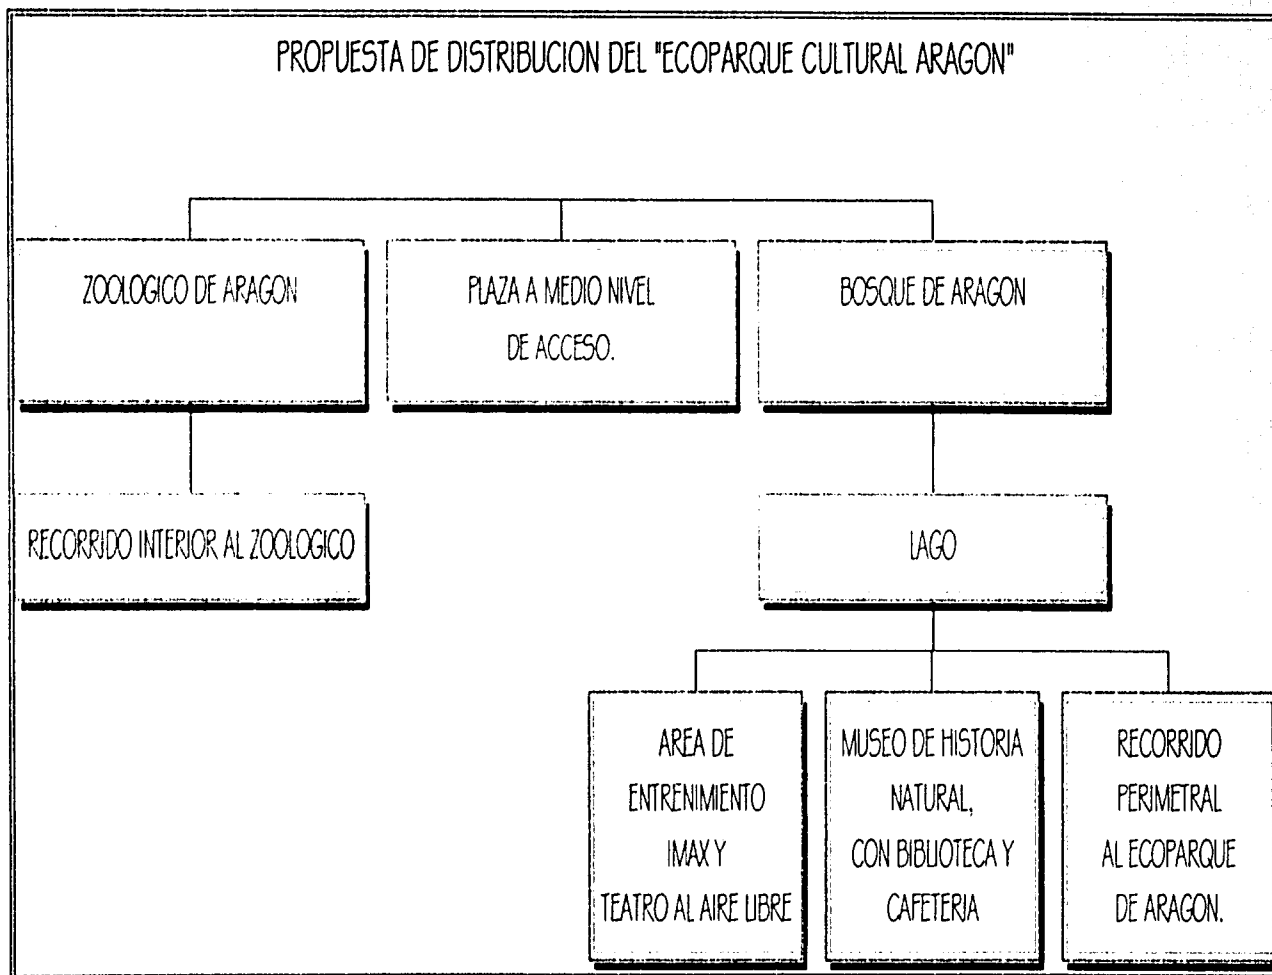 PROPUESTA DE DISTRIBUCION DEL "ECOPARQUE CULTURAL ARAGON"
ZOOLOGICO DE ARAGON
PLAZA A MEDIO NIVEL
DE ACCESO.
BOSQUE DE ARAGON
RECORRIDO INTERIOR AL ZOOLOGICO
LAGO
AREA DE
ENTRENIMIENTO
IMAX Y
TEATRO AL AIRE LIBRE
MUSEO DE HISTORIA
NATURAL,
CON BIBLIOTECA Y
CAFETERIA
RECORRIDO
PERIMETRAL
AL ECOPARQUE
DE ARAGON.